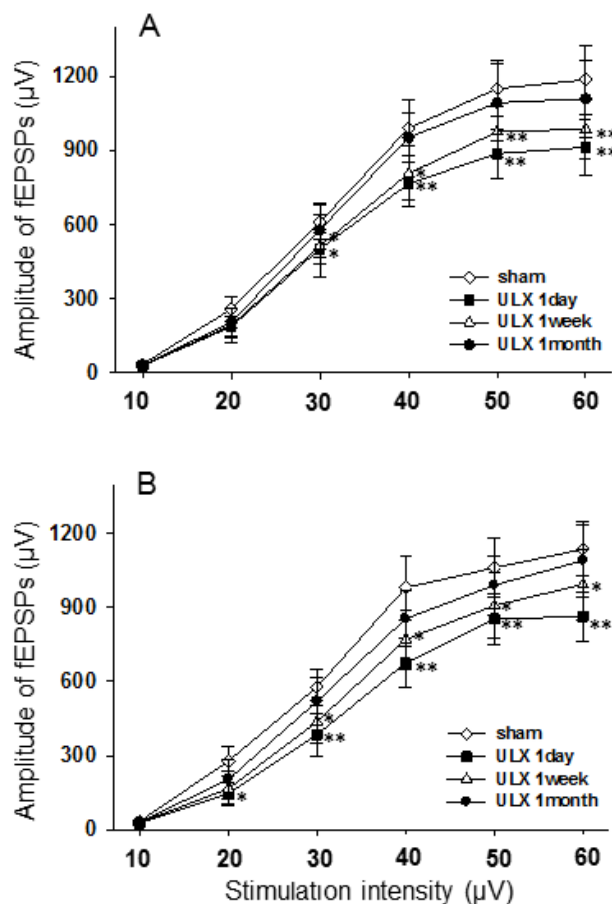 A
Amplitude of fEPSPs (µV)
1200
900
600
300
0
**
**
*
**
**
**
*
*
sham
ULX 1day
ULX 1week
ULX 1month
10 20 30 40 50 60
B
Amplitude of fEPSPs (µV)
1200
900
600
300
0
*
*
**
*
**
**
*
**
*
sham
ULX 1day
ULX 1week
ULX 1month
10 20 30 40 50 60
Stimulation intensity (µV)